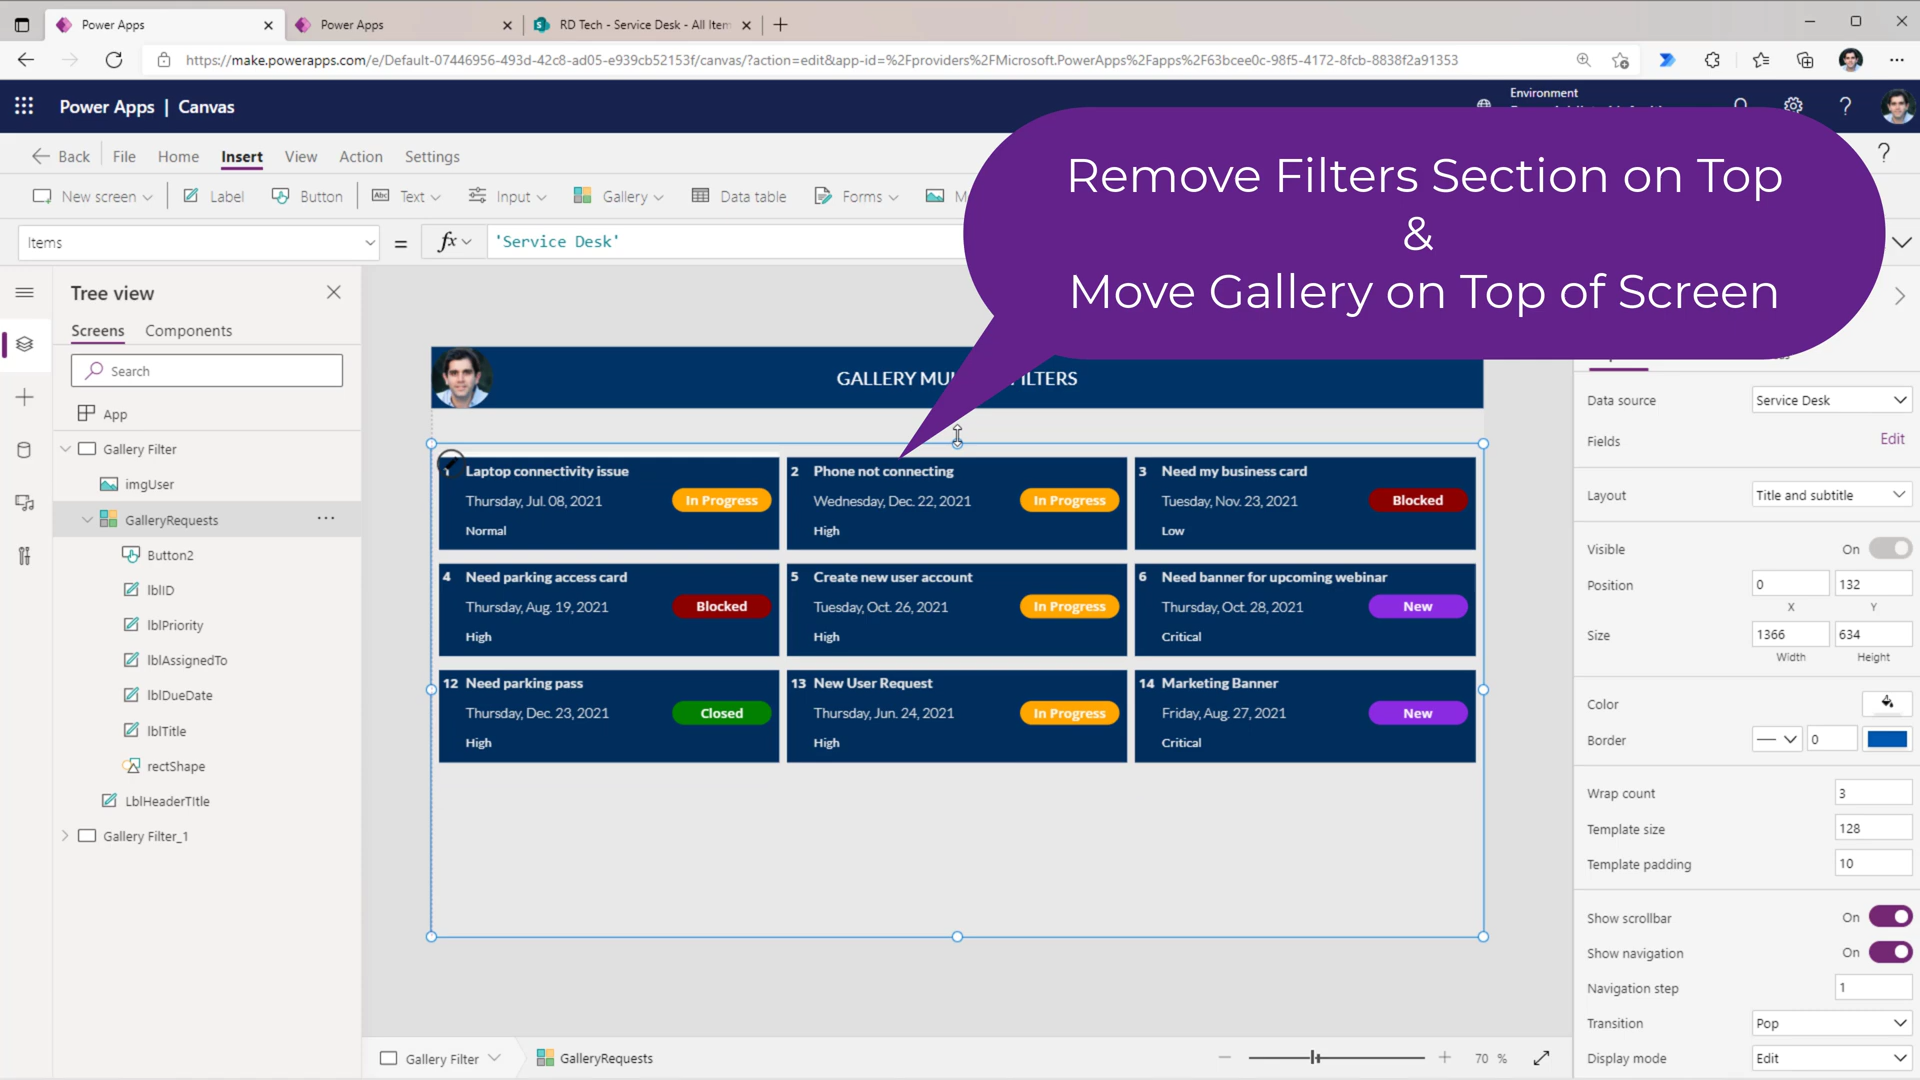 Power Apps
Power Apps
RD Tech - Service Desk - All Item
https://make.powerapps.com/e/Default-07446956-493d-42c8-ad05-e939cb52153f/canvas/?action=edit&app-id=%2Fproviders%2FMicrosoft.PowerApps%2Fapps%2F63bcee0c-98f5-4172-8fcb-8838f2a91353
Power Apps | Canvas
Environment
Back
File
Home
Insert
View
Action
Settings
New screen
Label
Button
Text
Input
Gallery
Data table
Forms
M
Remove Filters Section on Top
&
Move Gallery on Top of Screen
Items
=
fx
'Service Desk'
Tree view
Screens
Components
Search
App
Gallery Filter
imgUser
GalleryRequests
Button2
lblID
lblPriority
lblAssignedTo
lblDueDate
lblTitle
rectShape
LblHeaderTItle
Gallery Filter_1
GALLERY MU ILTERS
1 Laptop connectivity issue
Thursday, Jul. 08, 2021
In Progress
Normal
2 Phone not connecting
Wednesday, Dec. 22, 2021
In Progress
High
3 Need my business card
Tuesday, Nov. 23, 2021
Blocked
Low
4 Need parking access card
Thursday, Aug. 19, 2021
Blocked
High
5 Create new user account
Tuesday, Oct. 26, 2021
In Progress
High
6 Need banner for upcoming webinar
Thursday, Oct. 28, 2021
New
Critical
12 Need parking pass
Thursday, Dec. 23, 2021
Closed
High
13 New User Request
Thursday, Jun. 24, 2021
In Progress
High
14 Marketing Banner
Friday, Aug. 27, 2021
New
Critical
Data source
Service Desk
Fields
Edit
Layout
Title and subtitle
Visible
On
Position
0
132
X
Y
Size
1366
634
Width
Height
Color
Border
0
Wrap count
3
Template size
128
Template padding
10
Show scrollbar
On
Show navigation
On
Navigation step
1
Transition
Pop
Display mode
Edit
Gallery Filter
GalleryRequests
70 %